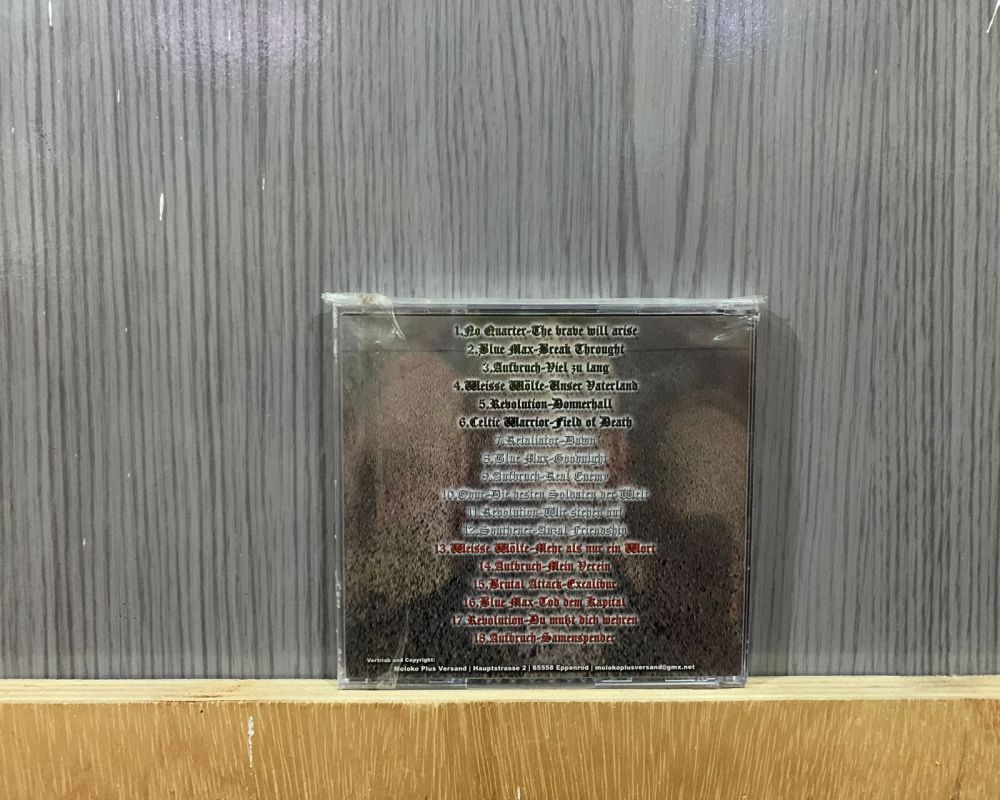 1.No Quarter-The brave will arise
2.Blue Max-Break Throught
3.Aufbruch-Viel zu lang
4.Weisse Wölfe-Unser Vaterland
5.Revolution-Donnerhall
6.Celtic Warrior-Field of Death
7.Retaliator-Dawn
8.Blue Max-Goodnight
9.Aufbruch-Real Enemy
10.-Die besten Soldaten der Welt
11.Revolution-Wir stehen auf
12.Friendship
13.Weisse Wölfe-Mehr als nur ein Wort
14.Aufbruch-Mein Verein
15.Brutal Attack-Excalibur
16.Blue Max-Tod dem Kapital
17.Revolution-Du mußt dich wehren
18.Aufbruch-Samenspender
Vertrieb und Copyright:
Moloko Plus Versand | Hauptstrasse 2 | 65558 Eppenrod | molokoplusversand@gmx.net